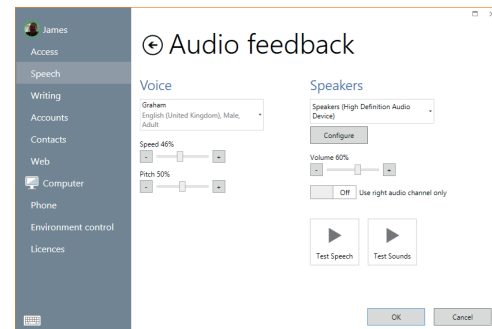 James
Access
Speech
Writing
Accounts
Contacts
Web
Computer
Phone
Environment control
Licences
Audio feedback
Voice
Graham
English (United Kingdom), Male,
Adult
Speed 46%
- +
Pitch 50%
- +
Speakers
Speakers (High Definition Audio
Device)
Configure
Volume 60%
- +
Off Use right audio channel only
Test Speech Test Sounds
OK Cancel